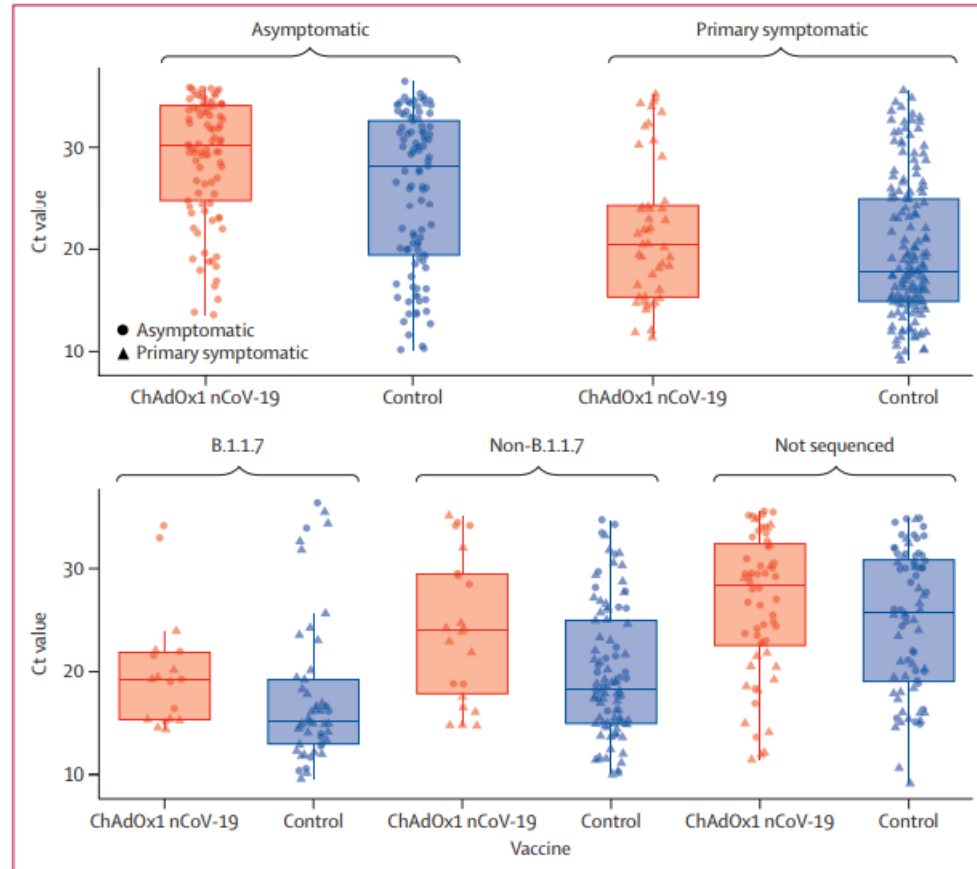 Asymptomatic Primary symptomatic
30
20
10
Ct value
Asymptomatic
Primary symptomatic
ChAdOx1 nCoV-19 Control ChAdOx1 nCoV-19 Control
B.1.1.7 Non-B.1.1.7 Not sequenced
30
20
10
Ct value
ChAdOx1 nCoV-19 Control ChAdOx1 nCoV-19 Control ChAdOx1 nCoV-19 Control
Vaccine